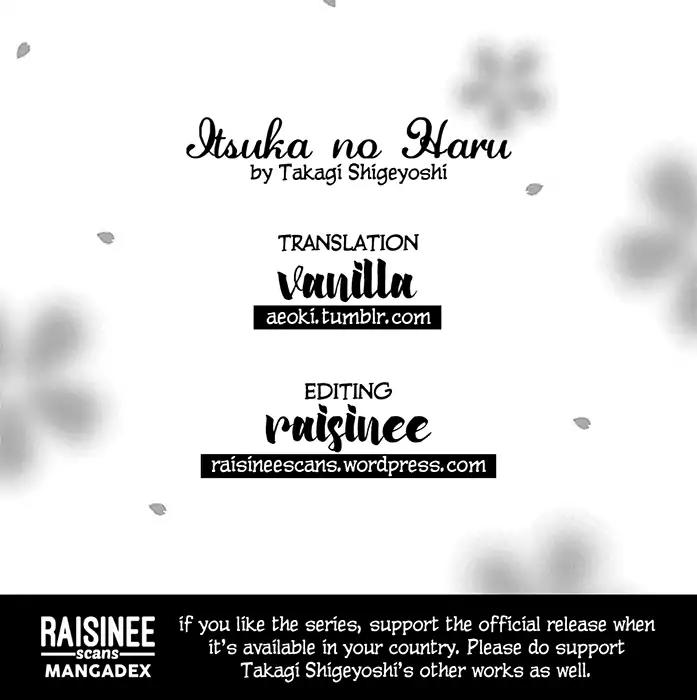 Itsuka no Haru
by Takagi Shigeyoshi
TRANSLATION
vanilla
aeoki.tumblr.com
EDITING
raisinee
raisineescans.wordpress.com
RAISINEE
scans
MANGADEX
if you like the series, support the official release when
it's available in your country. Please do support
Takagi Shigeyoshi's other works as well.